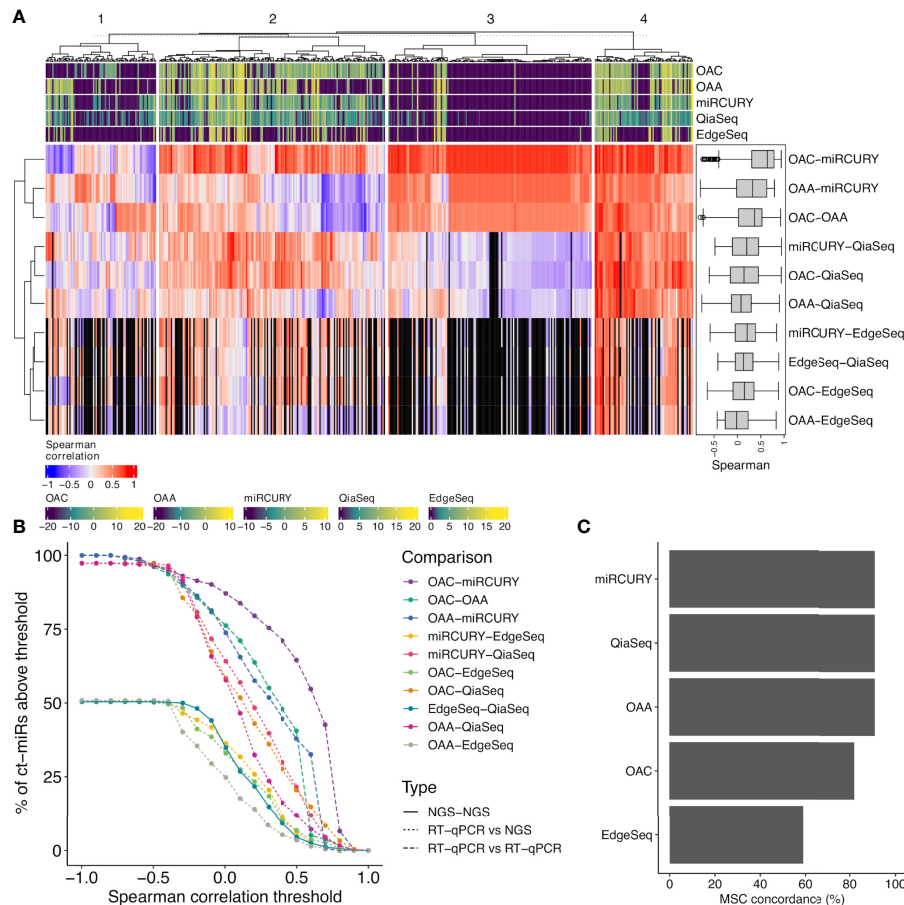 A
1 2 3 4
OAC
OAA
miRCURY
QiaSeq
EdgeSeq
OAC−miRCURY
OAA−miRCURY
OAC−OAA
miRCURY−QiaSeq
OAC−QiaSeq
OAA−QiaSeq
miRCURY−EdgeSeq
EdgeSeq−QiaSeq
OAC−EdgeSeq
OAA−EdgeSeq
−0.5 0 0.5 1
Spearman
Spearman
correlation
−1 −0.5 0 0.5 1
OAC OAA miRCURY QiaSeq EdgeSeq
−20 −10 0 10 20 −20 −10 0 10 −10 −5 0 5 10 0 5 10 15 20 0 5 10 15 20
B
% of ct−miRs above threshold
100
75
50
25
0
−1.0 −0.5 0.0 0.5 1.0
Spearman correlation threshold
Comparison
OAC−miRCURY
OAC−OAA
OAA−miRCURY
miRCURY−EdgeSeq
miRCURY−QiaSeq
OAC−EdgeSeq
OAC−QiaSeq
EdgeSeq−QiaSeq
OAA−QiaSeq
OAA−EdgeSeq
Type
NGS−NGS
RT−qPCR vs NGS
RT−qPCR vs RT−qPCR
C
miRCURY
QiaSeq
OAA
OAC
EdgeSeq
0 20 40 60 80 100
MSC concordance (%)